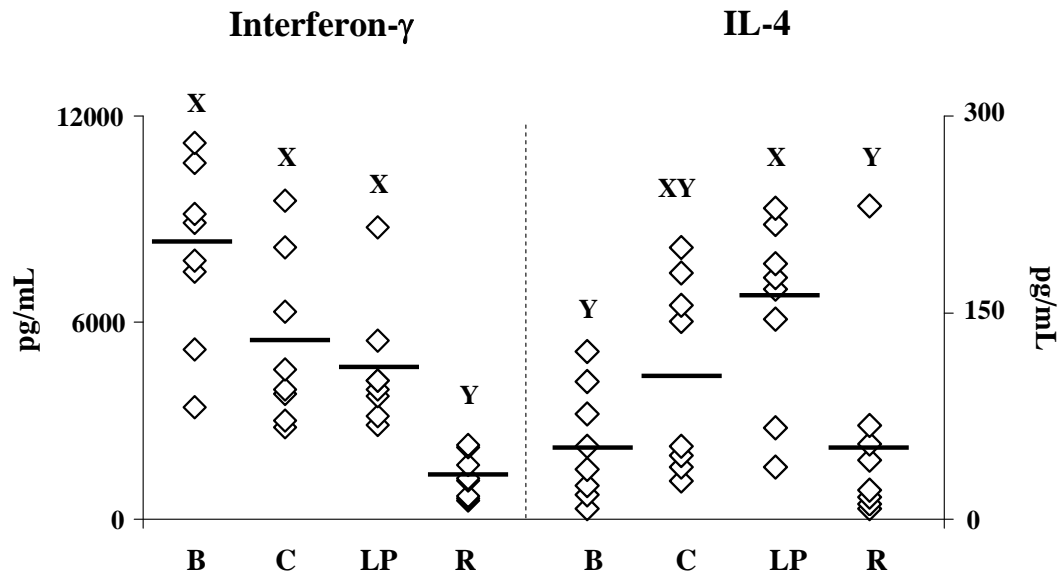 Interferon-γ IL-4
12000 X 300
X X X Y
XY
pg/mL 6000 Y 150 pg/mL
Y
0 0
B C LP R B C LP R